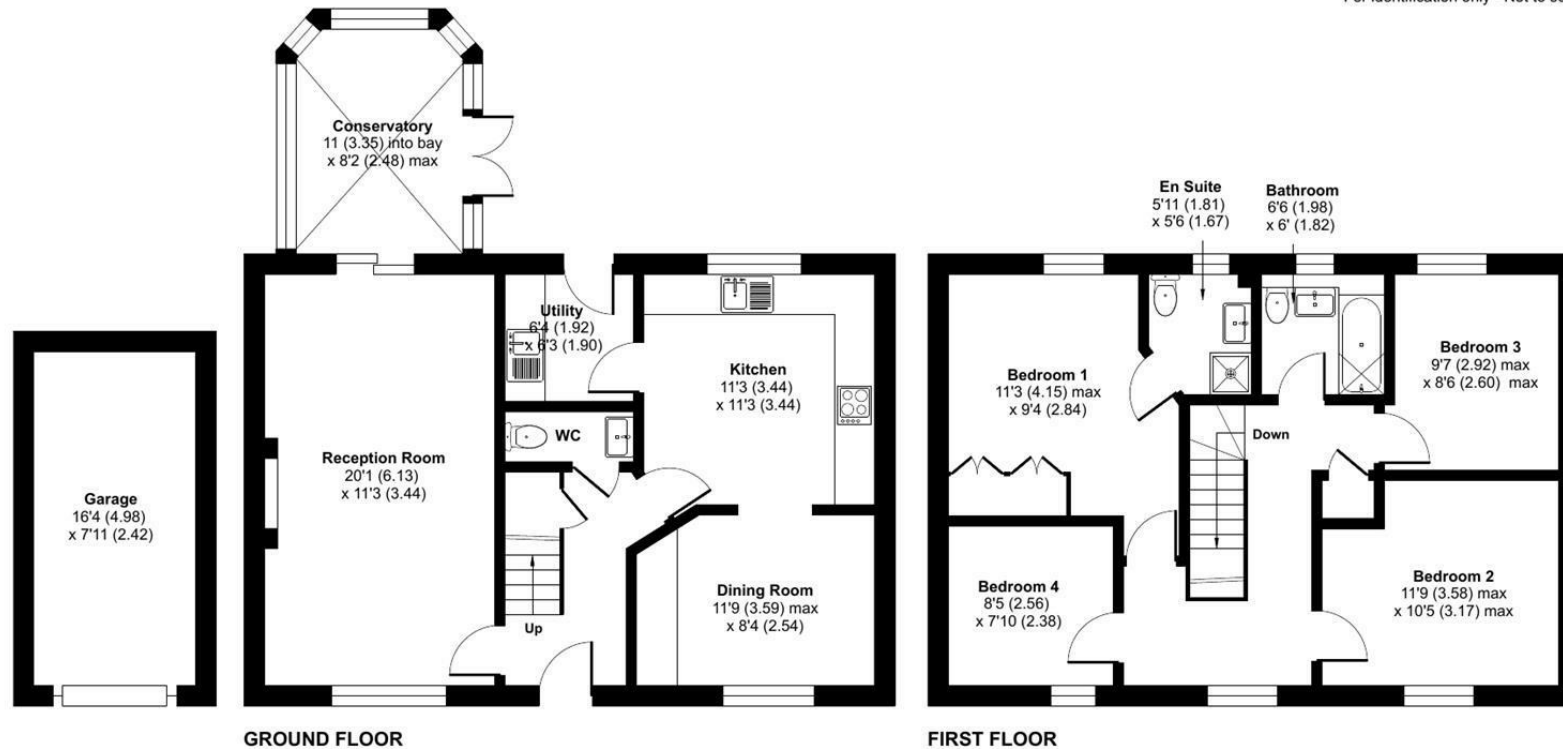 For identification only - Not to sc
Conservatory
11 (3.35) into bay
x 8'2 (2.48) max
Utility
6'4 (1.92)
x 6'3 (1.90)
Kitchen
11'3 (3.44)
x 11'3 (3.44)
WC
Reception Room
20'1 (6.13)
x 11'3 (3.44)
Garage
16'4 (4.98)
x 7'11 (2.42)
Up
Dining Room
11'9 (3.59) max
x 8'4 (2.54)
GROUND FLOOR
En Suite
5'11 (1.81)
x 5'6 (1.67)
Bathroom
6'6 (1.98)
x 6' (1.82)
Bedroom 1
11'3 (4.15) max
x 9'4 (2.84)
Bedroom 3
9'7 (2.92) max
x 8'6 (2.60) max
Down
Bedroom 4
8'5 (2.56)
x 7'10 (2.38)
Bedroom 2
11'9 (3.58) max
x 10'5 (3.17) max
FIRST FLOOR